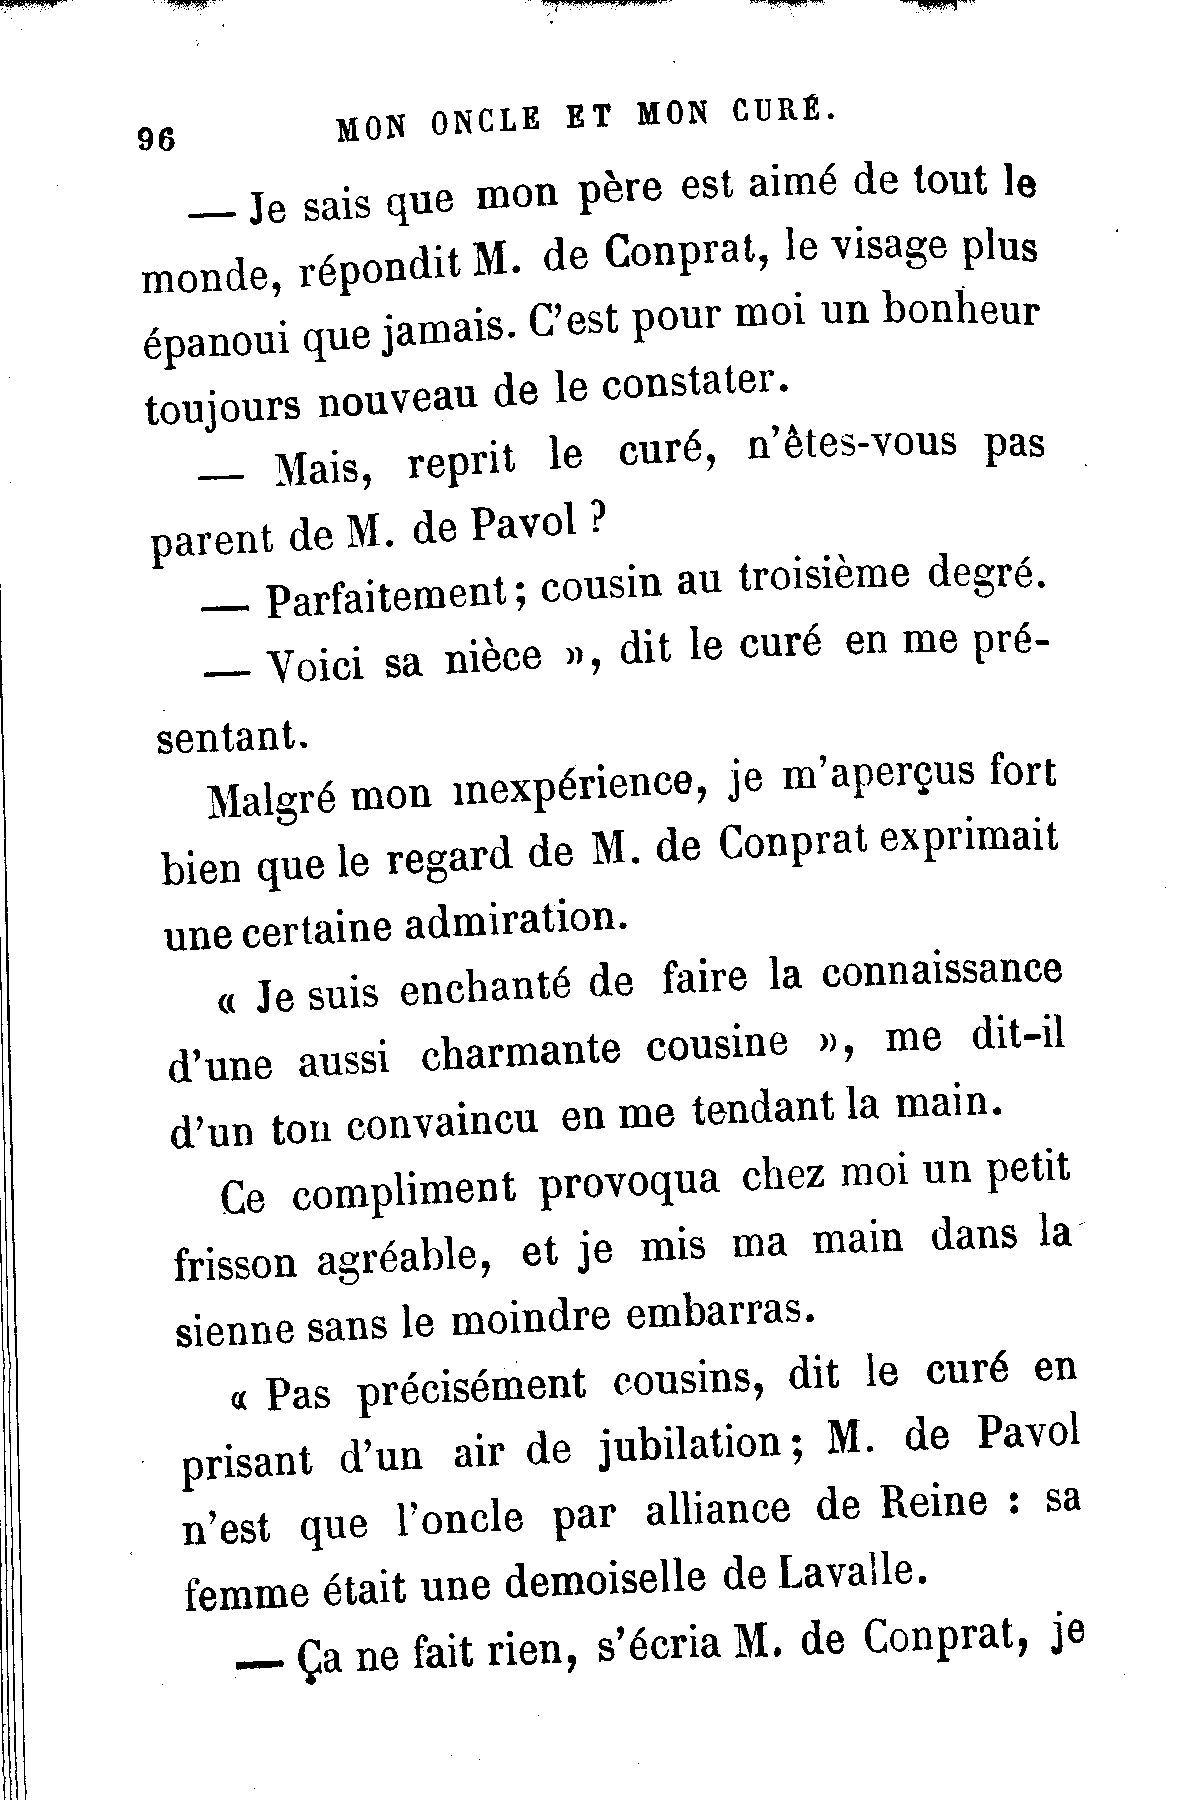 96 MON ONCLE ET MON CURÉ.
— Je sais que mon père est aimé de tout le
monde, répondit M. de Conprat, le visage plus
épanoui que jamais. C'est pour moi un bonheur
toujours nouveau de le constater.
— Mais, reprit le curé, n'êtes-vous pas
parent de M. de Pavol ?
— Parfaitement ; cousin au troisième degré.
— Voici sa nièce », dit le curé en me pré-
sentant.
Malgré mon inexpérience, je m'aperçus fort
bien que le regard de M. de Conprat exprimait
une certaine admiration.
« Je suis enchanté de faire la connaissance
d'une aussi charmante cousine », me dit-il
d'un ton convaincu en me tendant la main.
Ce compliment provoqua chez moi un petit
frisson agréable, et je mis ma main dans la
sienne sans le moindre embarras.
« Pas précisément cousins, dit le curé en
prisant d'un air de jubilation ; M. de Pavol
n'est que l'oncle par alliance de Reine : sa
femme était une demoiselle de Lavalle.
— Ça ne fait rien, s'écria M. de Conprat, je